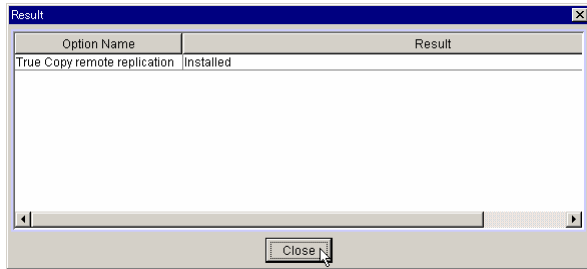 Result
Option Name Result
True Copy remote replication Installed
Close